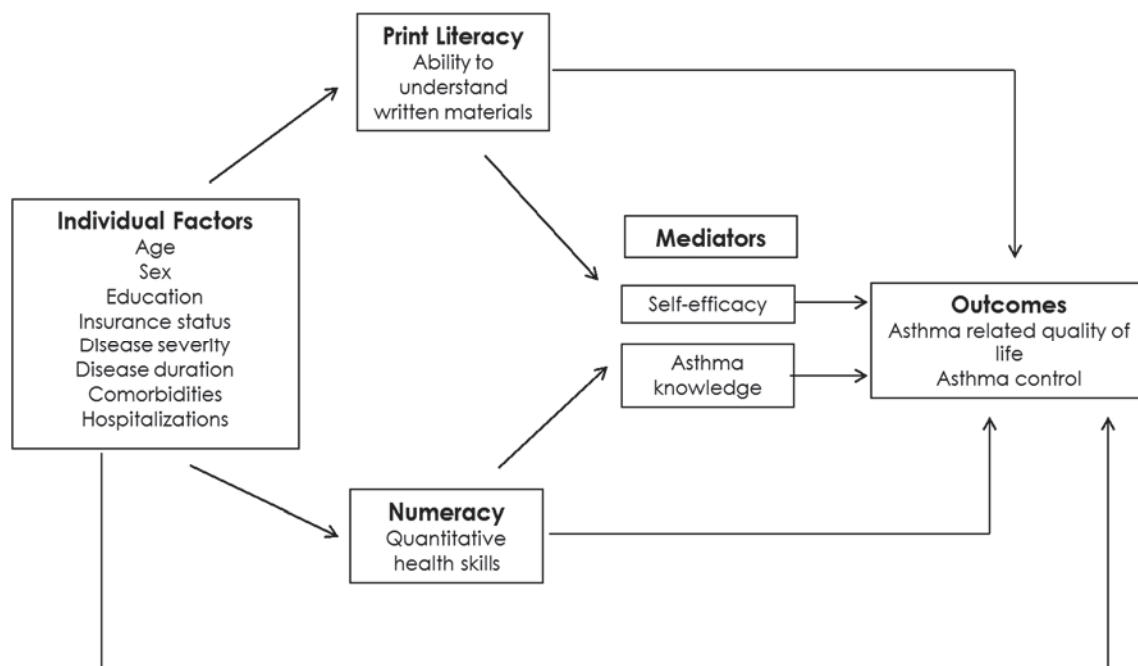 Print Literacy
Ability to
understand
written materials
Individual Factors
Age
Sex
Education
Insurance status
Disease severity
Disease duration
Comorbidities
Hospitalizations
Mediators
Self-efficacy
Asthma
knowledge
Outcomes
Asthma related quality of
life
Asthma control
Numeracy
Quantitative
health skills